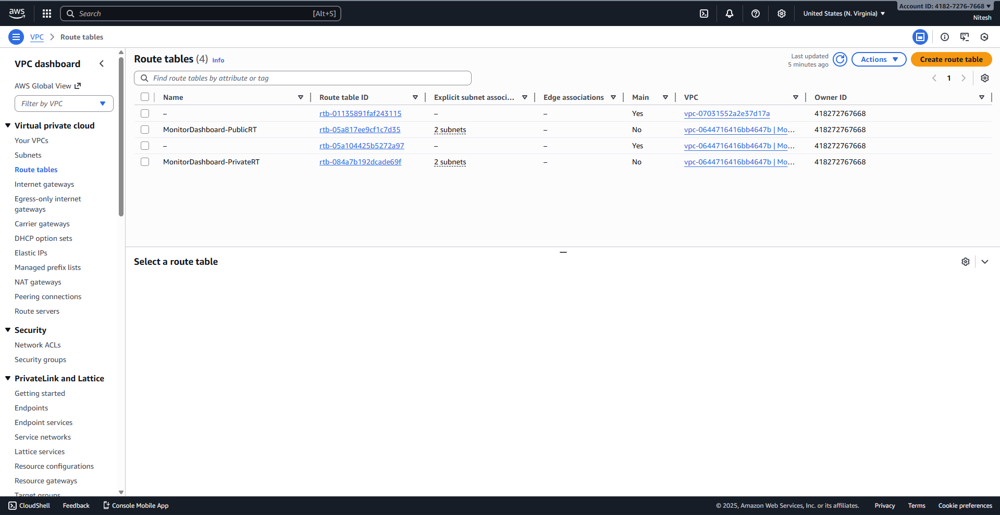 aws
Search [Alt+S]
United States (N. Virginia)
Account ID: 4182-7276-7668
Nitesh
VPC
Route tables
VPC dashboard
AWS Global View
Filter by VPC
Virtual private cloud
Your VPCs
Subnets
Route tables
Internet gateways
Egress-only internet
gateways
Carrier gateways
DHCP option sets
Elastic IPs
Managed prefix lists
NAT gateways
Peering connections
Route servers
Security
Network ACLs
Security groups
PrivateLink and Lattice
Getting started
Endpoints
Endpoint services
Service networks
Lattice services
Resource configurations
Resource gateways
Target groups
Route tables (4) Info
Last updated
5 minutes ago
Actions
Create route table
Find route tables by attribute or tag
1
Name Route table ID Explicit subnet associ... Edge associations Main VPC Owner ID
– rtb-01135891faf243115 – – Yes vpc-07031552a2e37d17a 418272767668
MonitorDashboard-PublicRT rtb-05a817ee9cf1c7d35 2 subnets – No vpc-0644716416bb4647b | Mo... 418272767668
– rtb-05a104425b5272a97 – – Yes vpc-0644716416bb4647b | Mo... 418272767668
MonitorDashboard-PrivateRT rtb-084a7b192dcade69f 2 subnets – No vpc-0644716416bb4647b | Mo... 418272767668
Select a route table
CloudShell Feedback Console Mobile App © 2025, Amazon Web Services, Inc. or its affiliates. Privacy Terms Cookie preferences